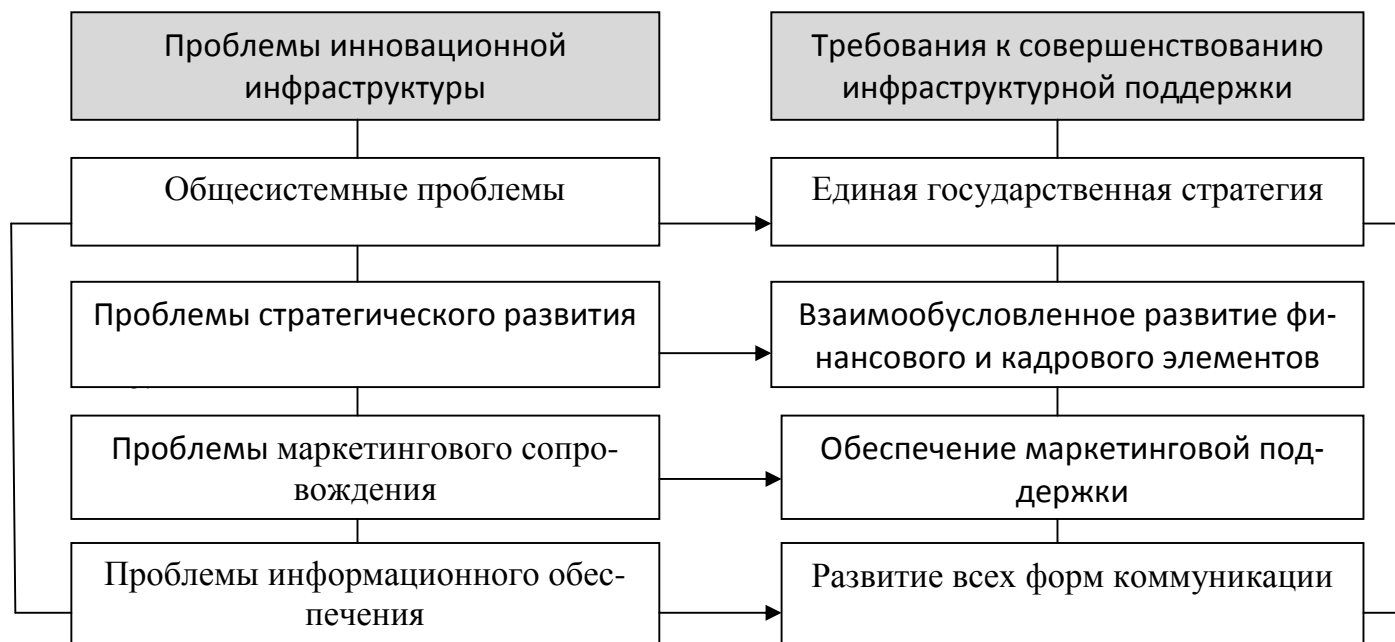 Проблемы инновационной
инфраструктуры
Требования к совершенствованию
инфраструктурной поддержки
Общесистемные проблемы
Единая государственная стратегия
Проблемы стратегического развития
Взаимообусловленное развитие фи-
нансового и кадрового элементов
Проблемы маркетингового сопро-
вождения
Обеспечение маркетинговой под-
держки
Проблемы информационного обес-
печения
Развитие всех форм коммуникации